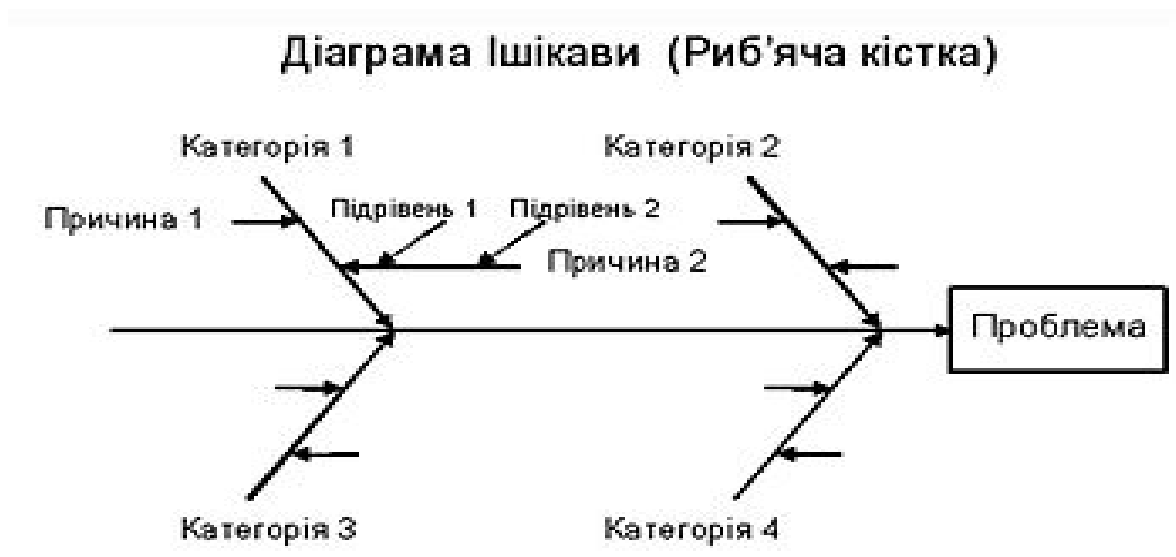 Діаграма Ішікави (Риб'яча кістка)
Категорія 1
Категорія 2
Причина 1
Підрівень 1
Підрівень 2
Причина 2
Проблема
Категорія 3
Категорія 4